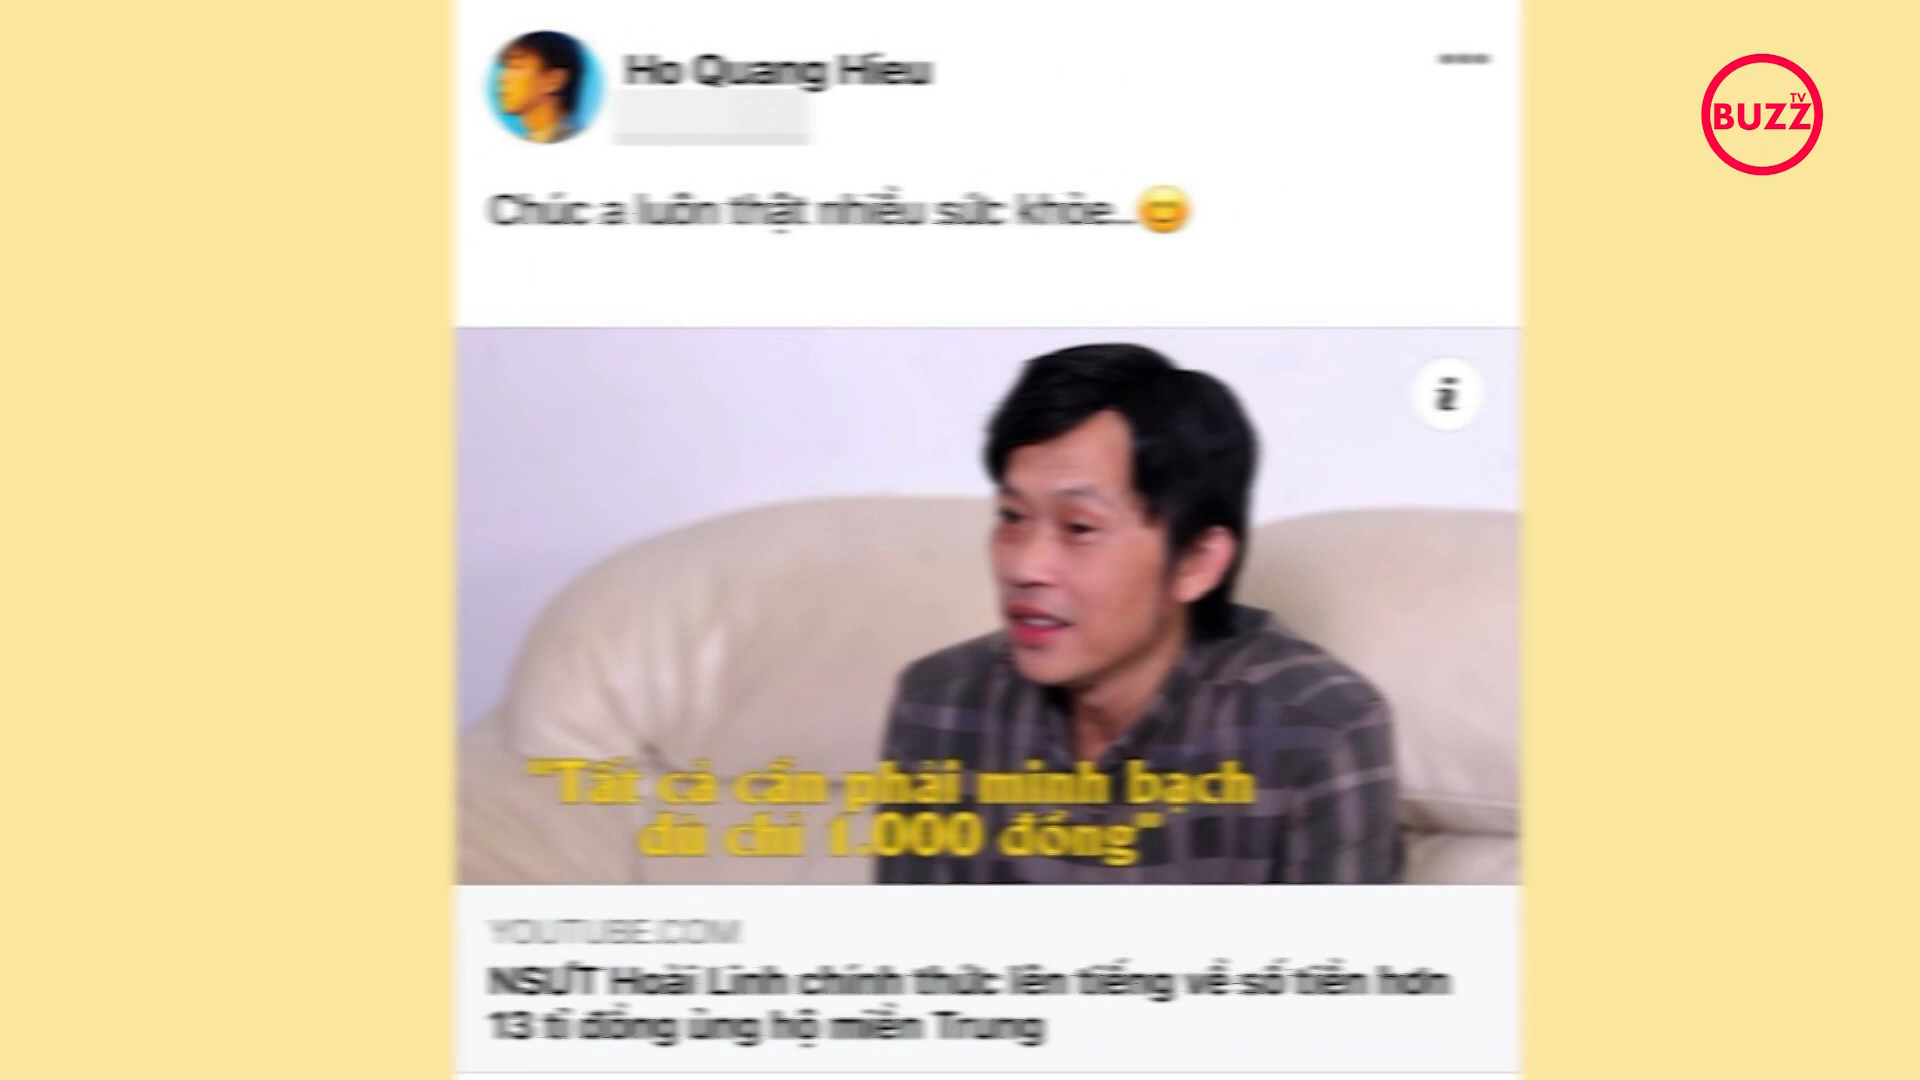 Ho Quang Hieu
Chúc a luôn thật nhiều sức khỏe...😊
BUZZ TV
i
"Tất cả cần phải minh bạch
dù chỉ 1.000 đồng"
YOUTUBE.COM
NSƯT Hoài Linh chính thức lên tiếng về số tiền hơn
13 tỉ đồng ủng hộ miền Trung